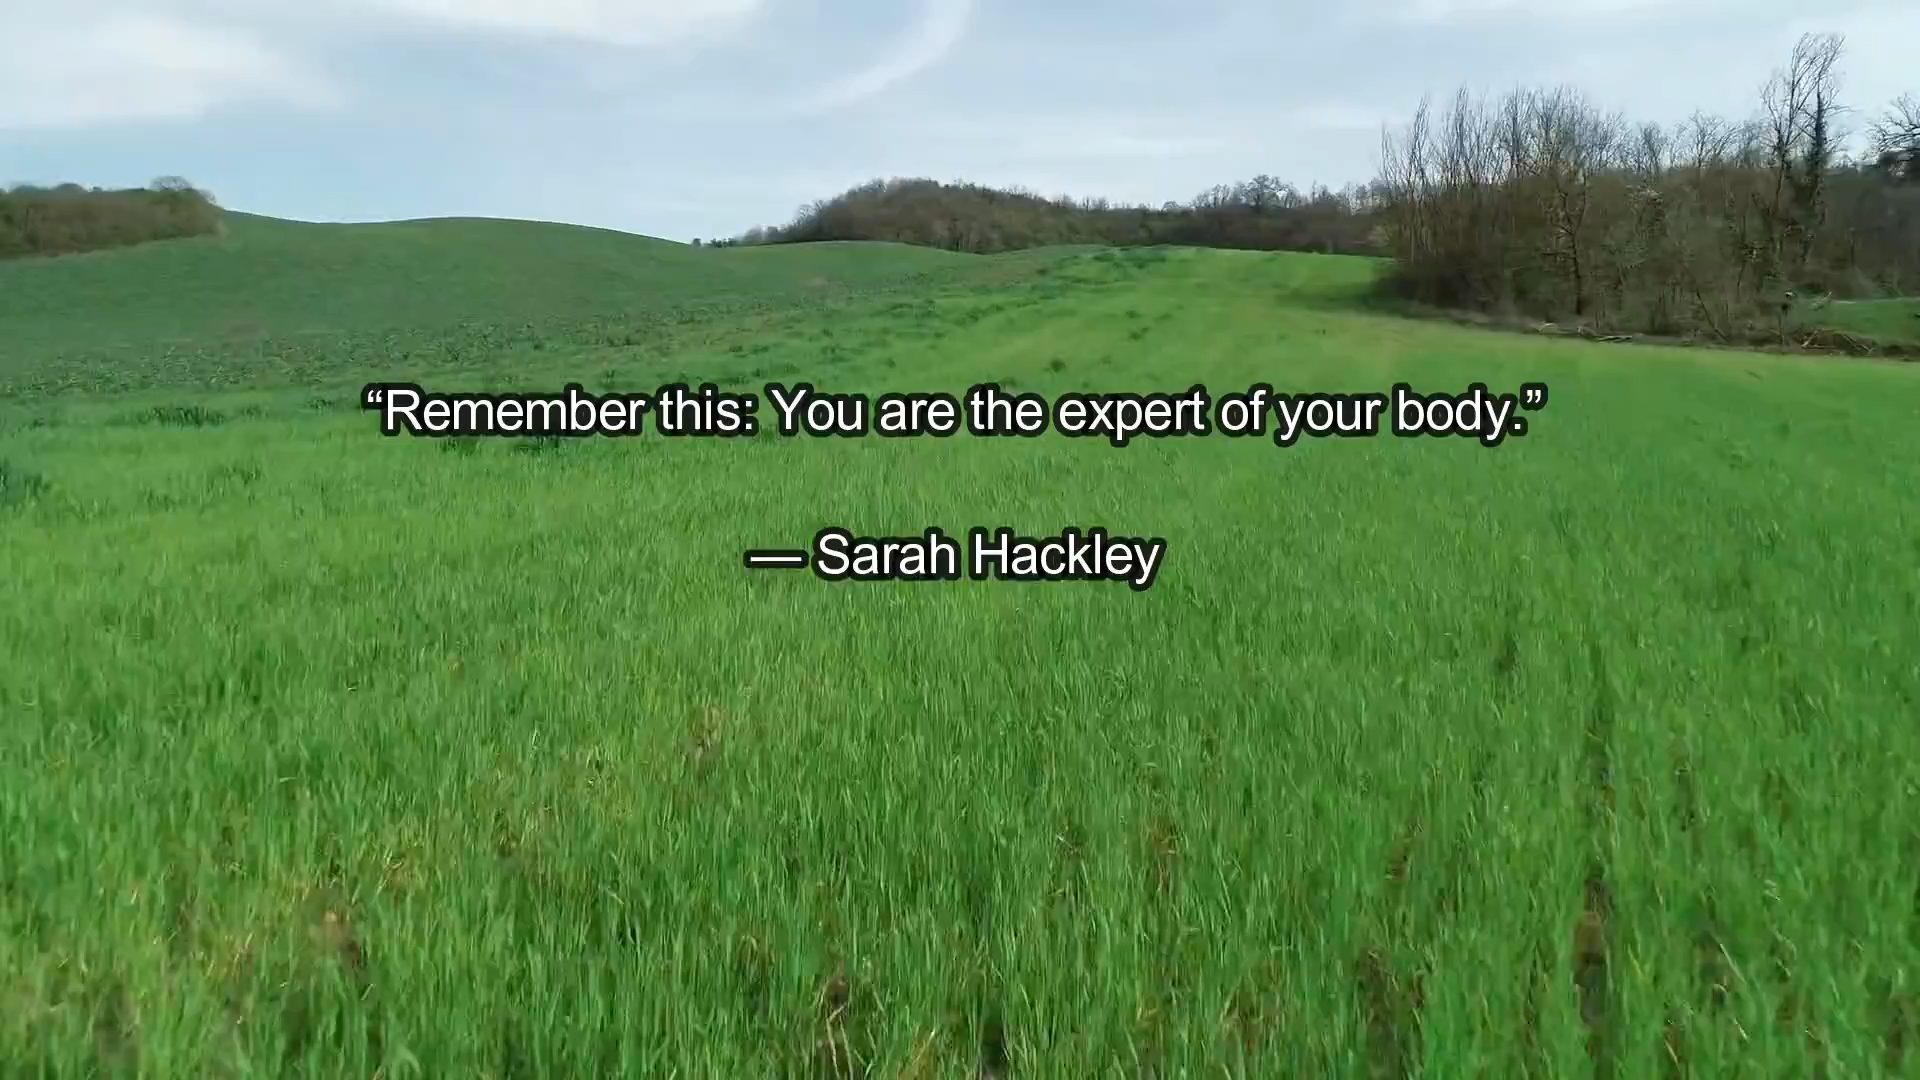 “Remember this: You are the expert of your body.”
— Sarah Hackley